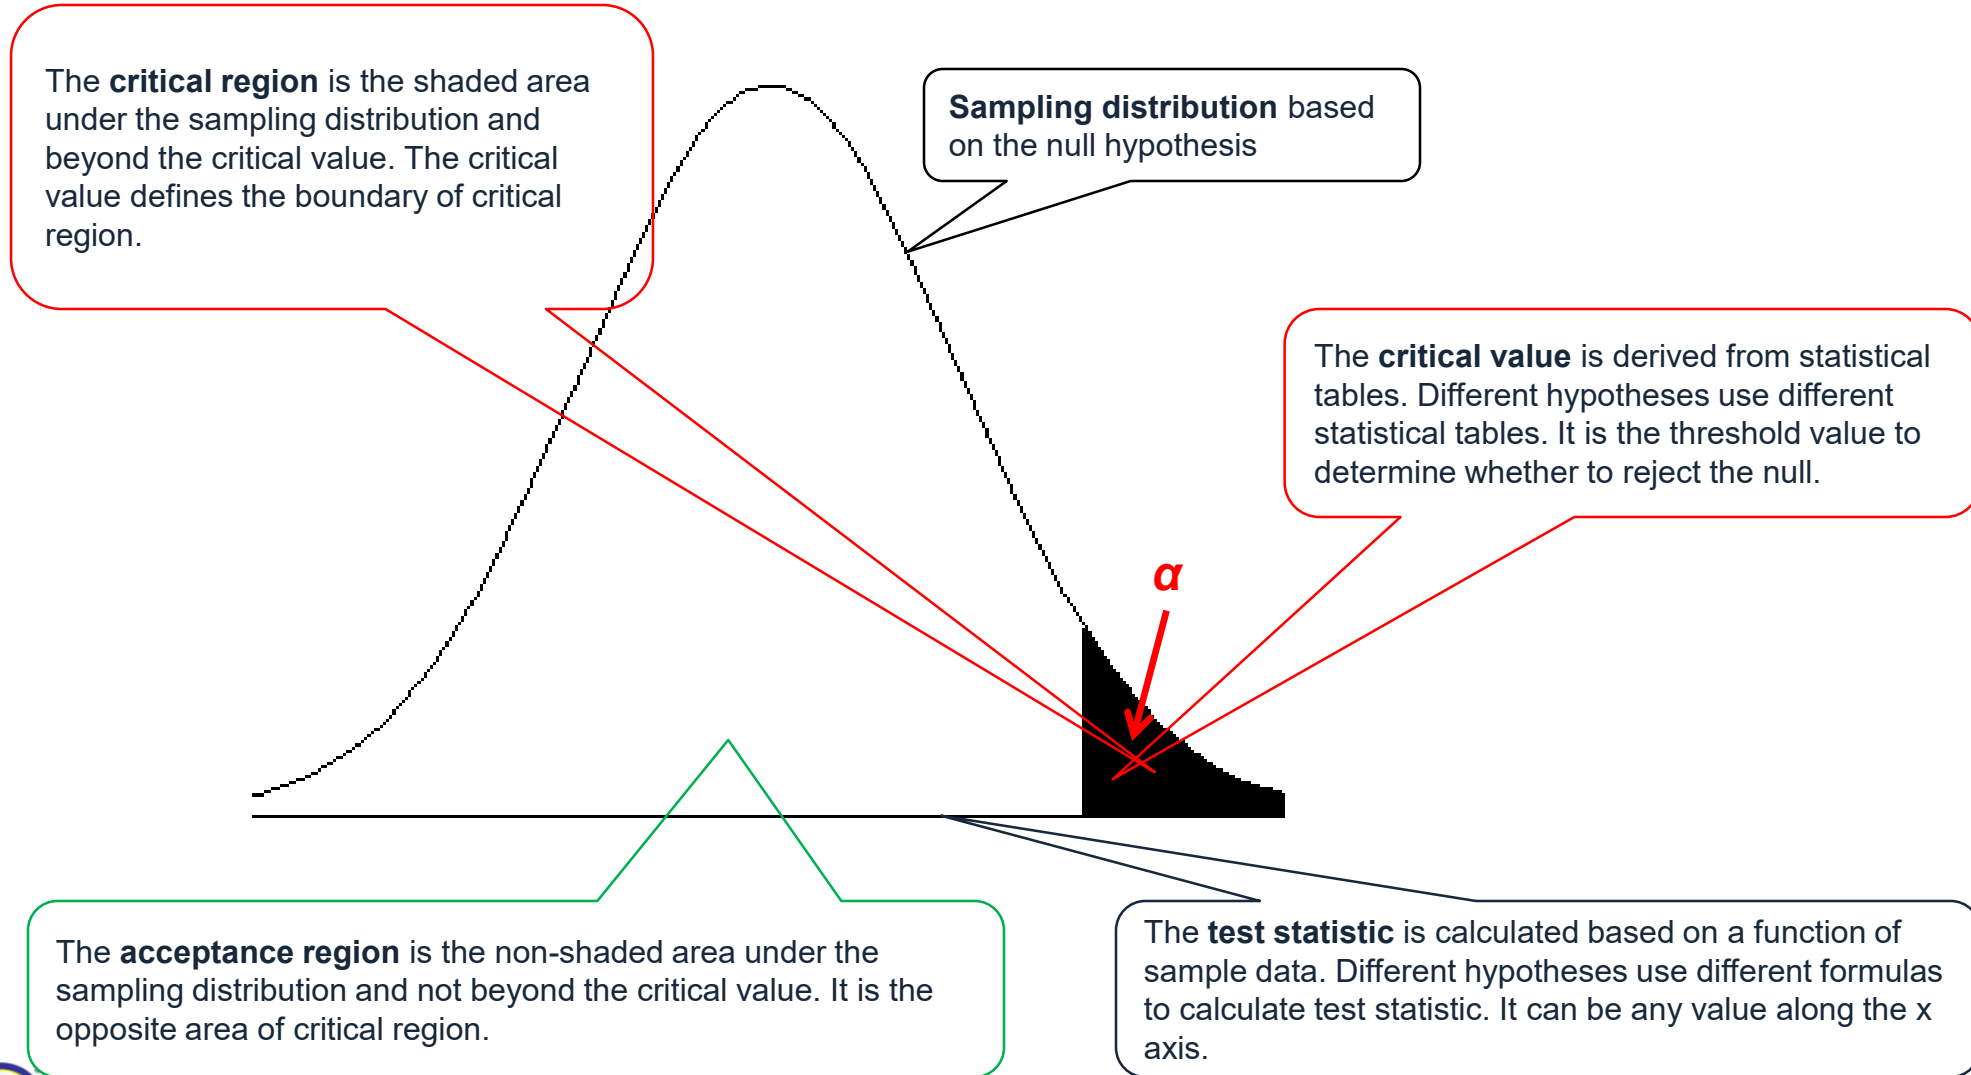 The critical region is the shaded area
under the sampling distribution and
beyond the critical value. The critical
value defines the boundary of critical
region.
Sampling distribution based
on the null hypothesis
The critical value is derived from statistical
tables. Different hypotheses use different
statistical tables. It is the threshold value to
determine whether to reject the null.
α
The acceptance region is the non-shaded area under the
sampling distribution and not beyond the critical value. It is the
opposite area of critical region.
The test statistic is calculated based on a function of
sample data. Different hypotheses use different formulas
to calculate test statistic. It can be any value along the x
axis.